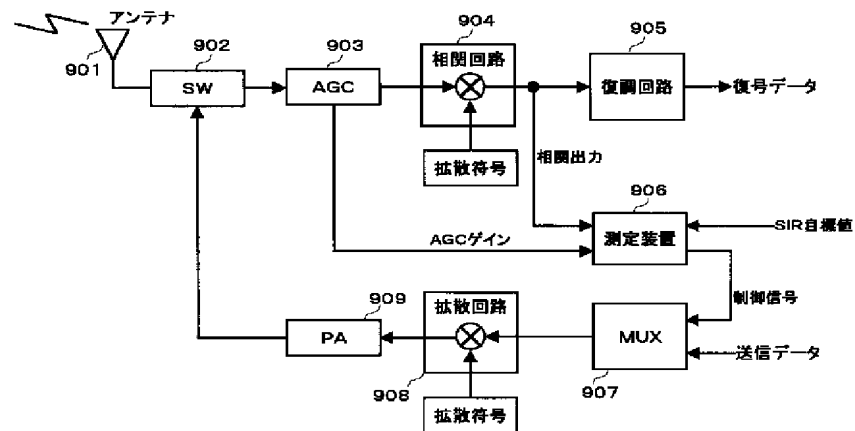 アンテナ
901
902
SW
903
AGC
904
相関回路
拡散符号
905
復調回路
復号データ
相関出力
906
測定装置
SIR目標値
AGCゲイン
制御信号
909
PA
拡散回路
908
拡散符号
MUX
907
送信データ